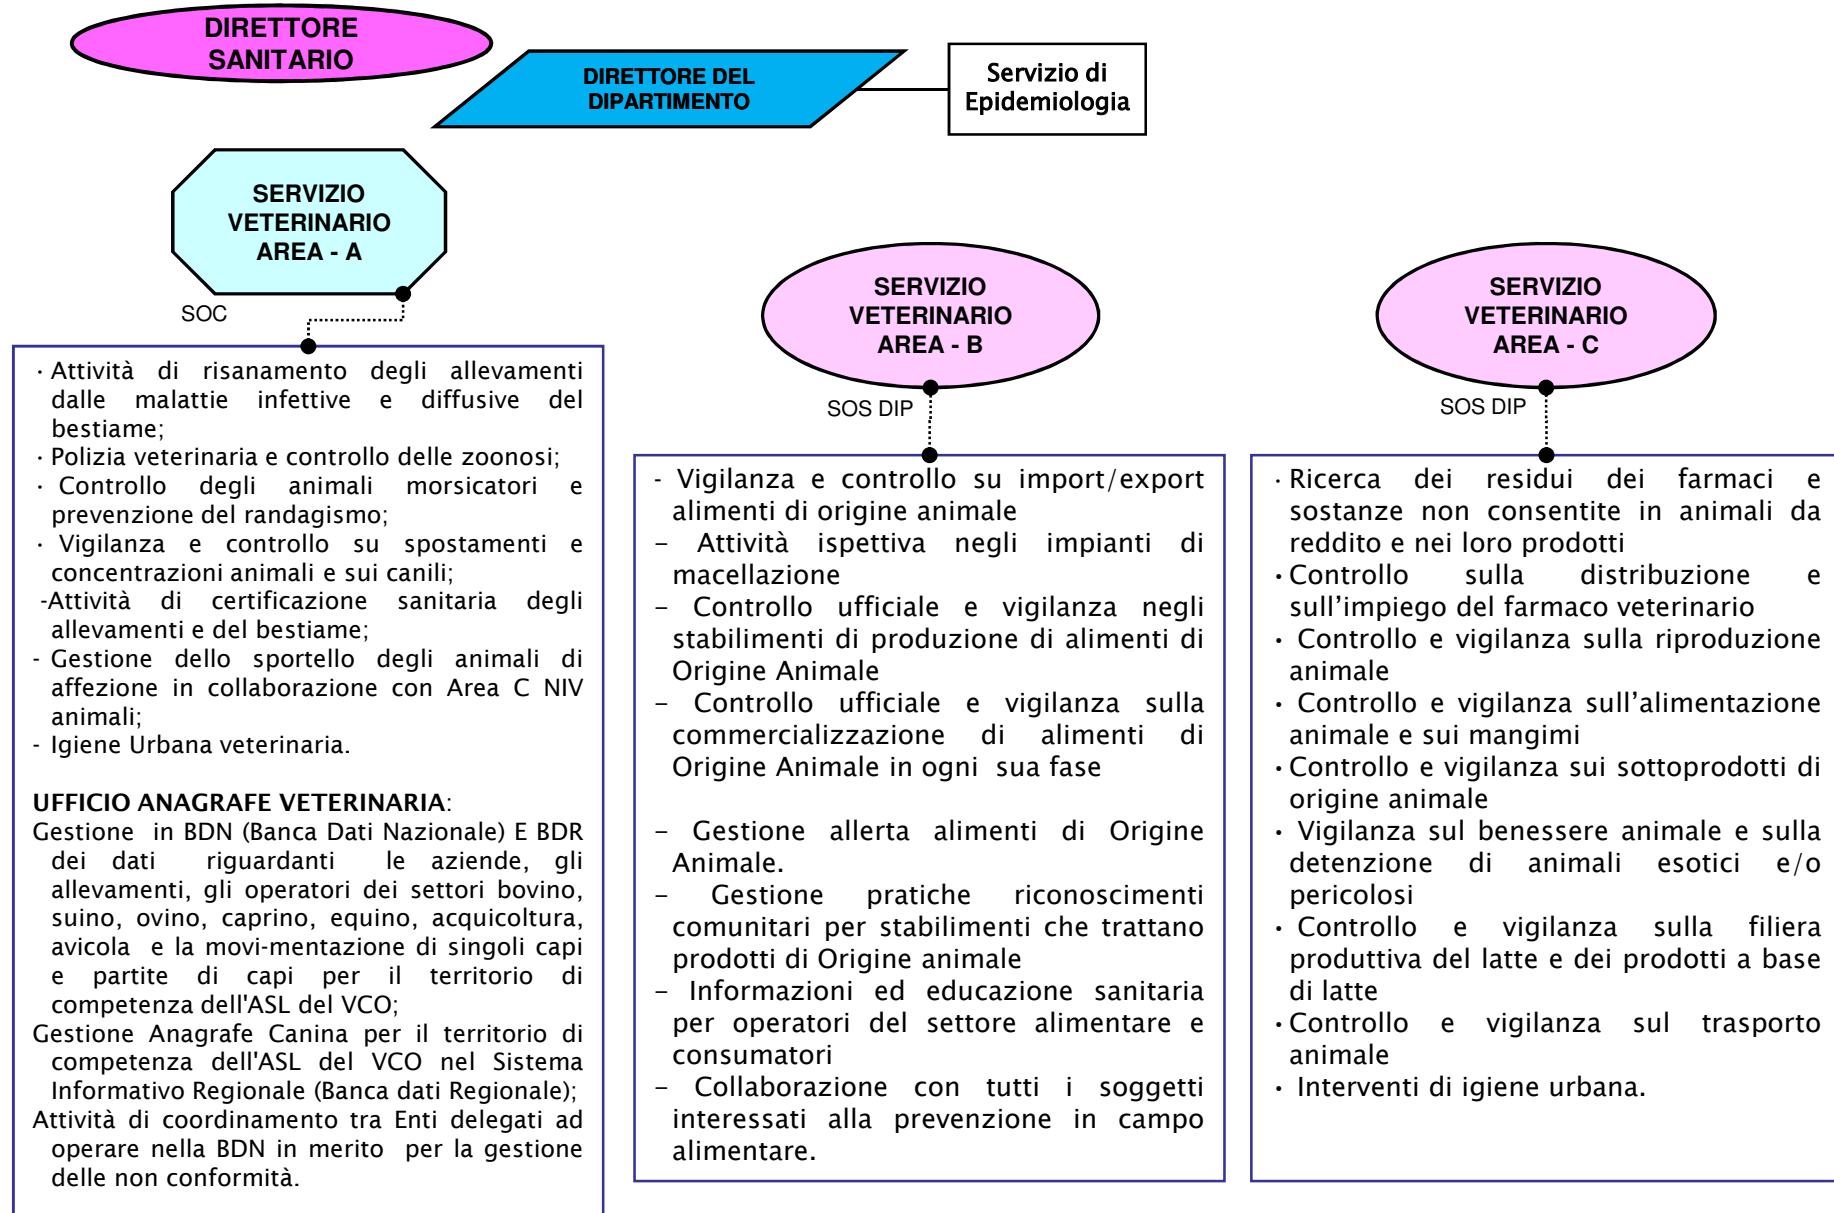 DIRETTORE
SANITARIO
DIRETTORE DEL
DIPARTIMENTO
Servizio di
Epidemiologia
SERVIZIO
VETERINARIO
AREA - A
SOC
· Attività di risanamento degli allevamenti
dalle malattie infettive e diffusive del
bestiame;
· Polizia veterinaria e controllo delle zoonosi;
· Controllo degli animali morsicatori e
prevenzione del randagismo;
· Vigilanza e controllo su spostamenti e
concentrazioni animali e sui canili;
-Attività di certificazione sanitaria degli
allevamenti e del bestiame;
- Gestione dello sportello degli animali di
affezione in collaborazione con Area C NIV
animali;
- Igiene Urbana veterinaria.
UFFICIO ANAGRAFE VETERINARIA:
Gestione in BDN (Banca Dati Nazionale) E BDR
dei dati riguardanti le aziende, gli
allevamenti, gli operatori dei settori bovino,
suino, ovino, caprino, equino, acquicoltura,
avicola e la movi-mentazione di singoli capi
e partite di capi per il territorio di
competenza dell'ASL del VCO;
Gestione Anagrafe Canina per il territorio di
competenza dell'ASL del VCO nel Sistema
Informativo Regionale (Banca dati Regionale);
Attività di coordinamento tra Enti delegati ad
operare nella BDN in merito per la gestione
delle non conformità.
SERVIZIO
VETERINARIO
AREA - B
SOS DIP
- Vigilanza e controllo su import/export
alimenti di origine animale
– Attività ispettiva negli impianti di
macellazione
– Controllo ufficiale e vigilanza negli
stabilimenti di produzione di alimenti di
Origine Animale
– Controllo ufficiale e vigilanza sulla
commercializzazione di alimenti di
Origine Animale in ogni sua fase
– Gestione allerta alimenti di Origine
Animale.
– Gestione pratiche riconoscimenti
comunitari per stabilimenti che trattano
prodotti di Origine animale
– Informazioni ed educazione sanitaria
per operatori del settore alimentare e
consumatori
– Collaborazione con tutti i soggetti
interessati alla prevenzione in campo
alimentare.
SERVIZIO
VETERINARIO
AREA - C
SOS DIP
· Ricerca dei residui dei farmaci e
sostanze non consentite in animali da
reddito e nei loro prodotti
· Controllo sulla distribuzione e
sull’impiego del farmaco veterinario
· Controllo e vigilanza sulla riproduzione
animale
· Controllo e vigilanza sull’alimentazione
animale e sui mangimi
· Controllo e vigilanza sui sottoprodotti di
origine animale
· Vigilanza sul benessere animale e sulla
detenzione di animali esotici e/o
pericolosi
· Controllo e vigilanza sulla filiera
produttiva del latte e dei prodotti a base
di latte
· Controllo e vigilanza sul trasporto
animale
· Interventi di igiene urbana.